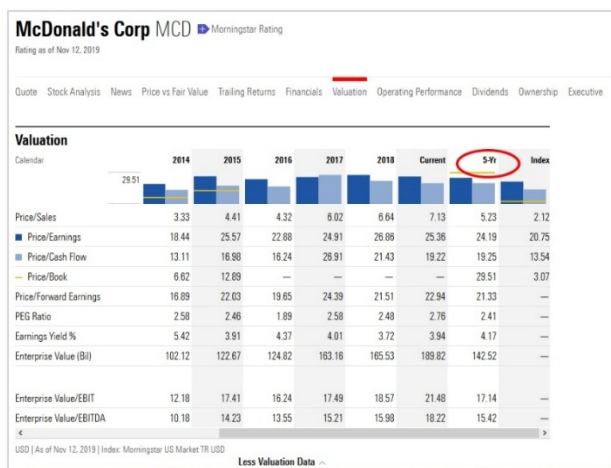 McDonald's Corp MCD Morningstar Rating
Rating as of Nov 12, 2019
Quote Stock Analysis News Price vs Fair Value Trailing Returns Financials Valuation Operating Performance Dividends Ownership Executive
Valuation
Calendar 2014 2015 2016 2017 2018 Current 5-Yr Index
29.51
Price/Sales 3.33 4.41 4.32 6.02 6.64 7.13 5.23 2.12
Price/Earnings 18.44 25.57 22.88 24.91 26.86 25.36 24.19 20.75
Price/Cash Flow 13.11 16.98 16.24 26.91 21.43 19.22 19.25 13.54
Price/Book 6.62 12.89 — — — — 29.51 3.07
Price/Forward Earnings 16.89 22.03 19.65 24.39 21.51 22.94 21.33 —
PEG Ratio 2.58 2.46 1.89 2.58 2.48 2.76 2.41 —
Earnings Yield % 5.42 3.91 4.37 4.01 3.72 3.94 4.17 —
Enterprise Value (Bil) 102.12 122.67 124.82 163.16 165.53 189.82 142.52 —
Enterprise Value/EBIT 12.18 17.41 16.24 17.49 18.57 21.48 17.14 —
Enterprise Value/EBITDA 10.18 14.23 13.55 15.21 15.98 18.22 15.42 —
USD | As of Nov 12, 2019 | Index: Morningstar US Market TR USD
Less Valuation Data